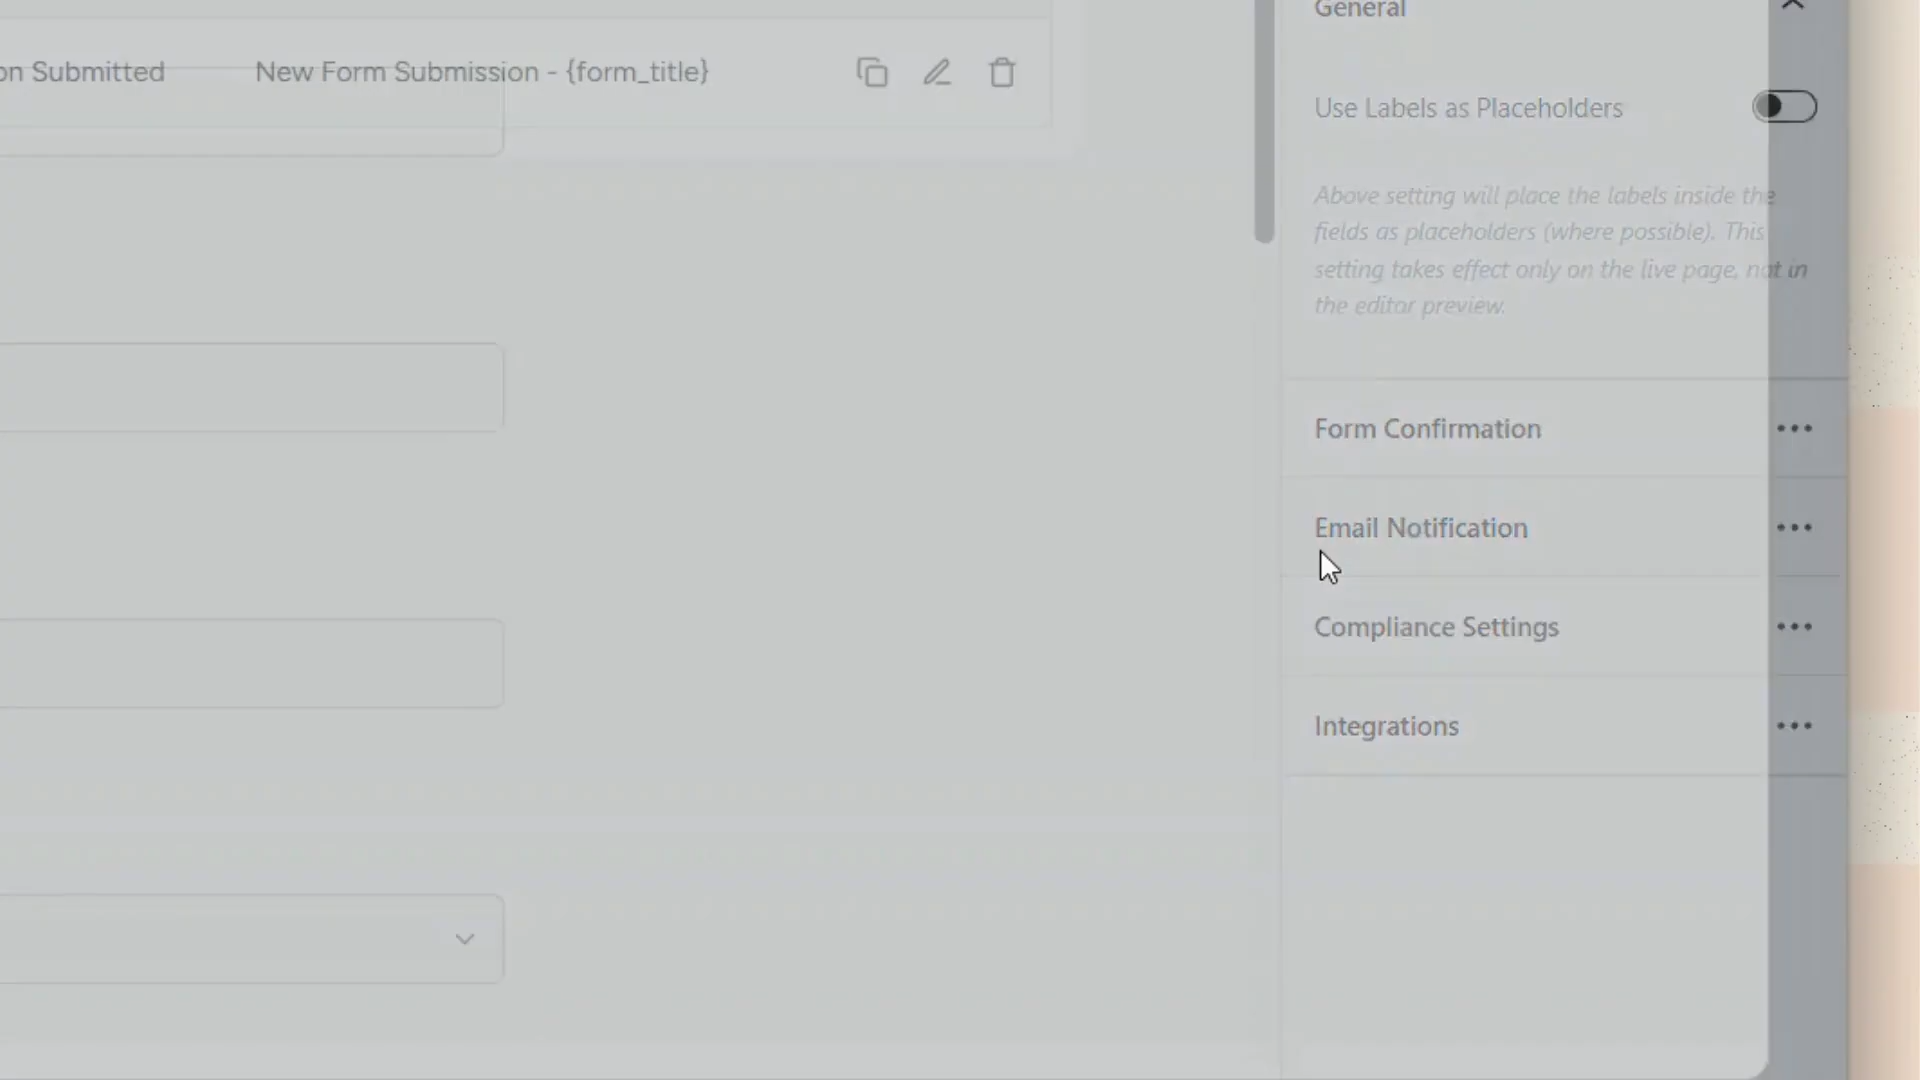 General
on Submitted New Form Submission - {form_title}
Use Labels as Placeholders
Above setting will place the labels inside the
fields as placeholders (where possible). This
setting takes effect only on the live page, not in
the editor preview.
Form Confirmation
Email Notification
Compliance Settings
Integrations